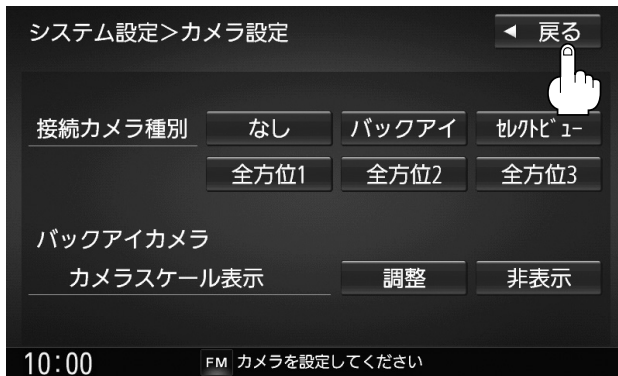 システム設定>カメラ設定 ◀ 戻る
接続カメラ種別 なし バックアイ ｾﾚｸﾄﾋﾞｭｰ
全方位1 全方位2 全方位3
バックアイカメラ
カメラスケール表示 調整 非表示
10:00 FM カメラを設定してください